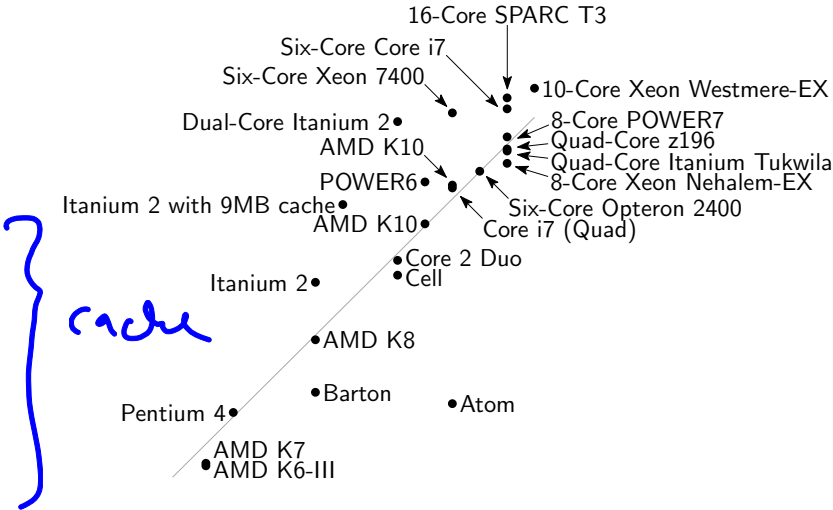 16-Core SPARC T3
Six-Core Core i7
Six-Core Xeon 7400
10-Core Xeon Westmere-EX
Dual-Core Itanium 2
8-Core POWER7
Quad-Core z196
AMD K10
Quad-Core Itanium Tukwila
POWER6
8-Core Xeon Nehalem-EX
Itanium 2 with 9MB cache
Six-Core Opteron 2400
AMD K10
Core i7 (Quad)
Core 2 Duo
Cell
Itanium 2
cache
AMD K8
Barton
Atom
Pentium 4
AMD K7
AMD K6-III